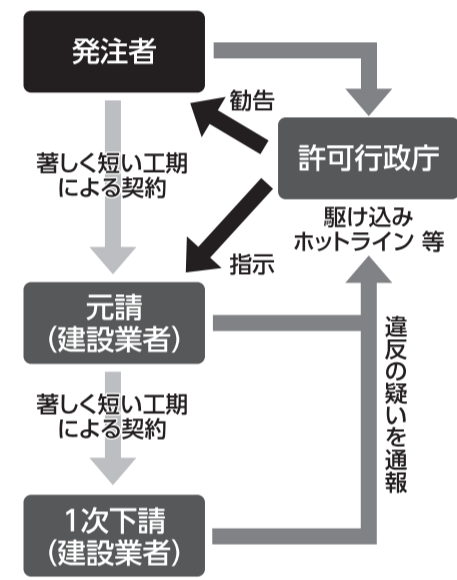 発注者
勧告
著しく短い工期
による契約
許可行政庁
駆け込み
ホットライン 等
指示
元請
(建設業者)
違反の疑いを通報
著しく短い工期
による契約
1次下請
(建設業者)